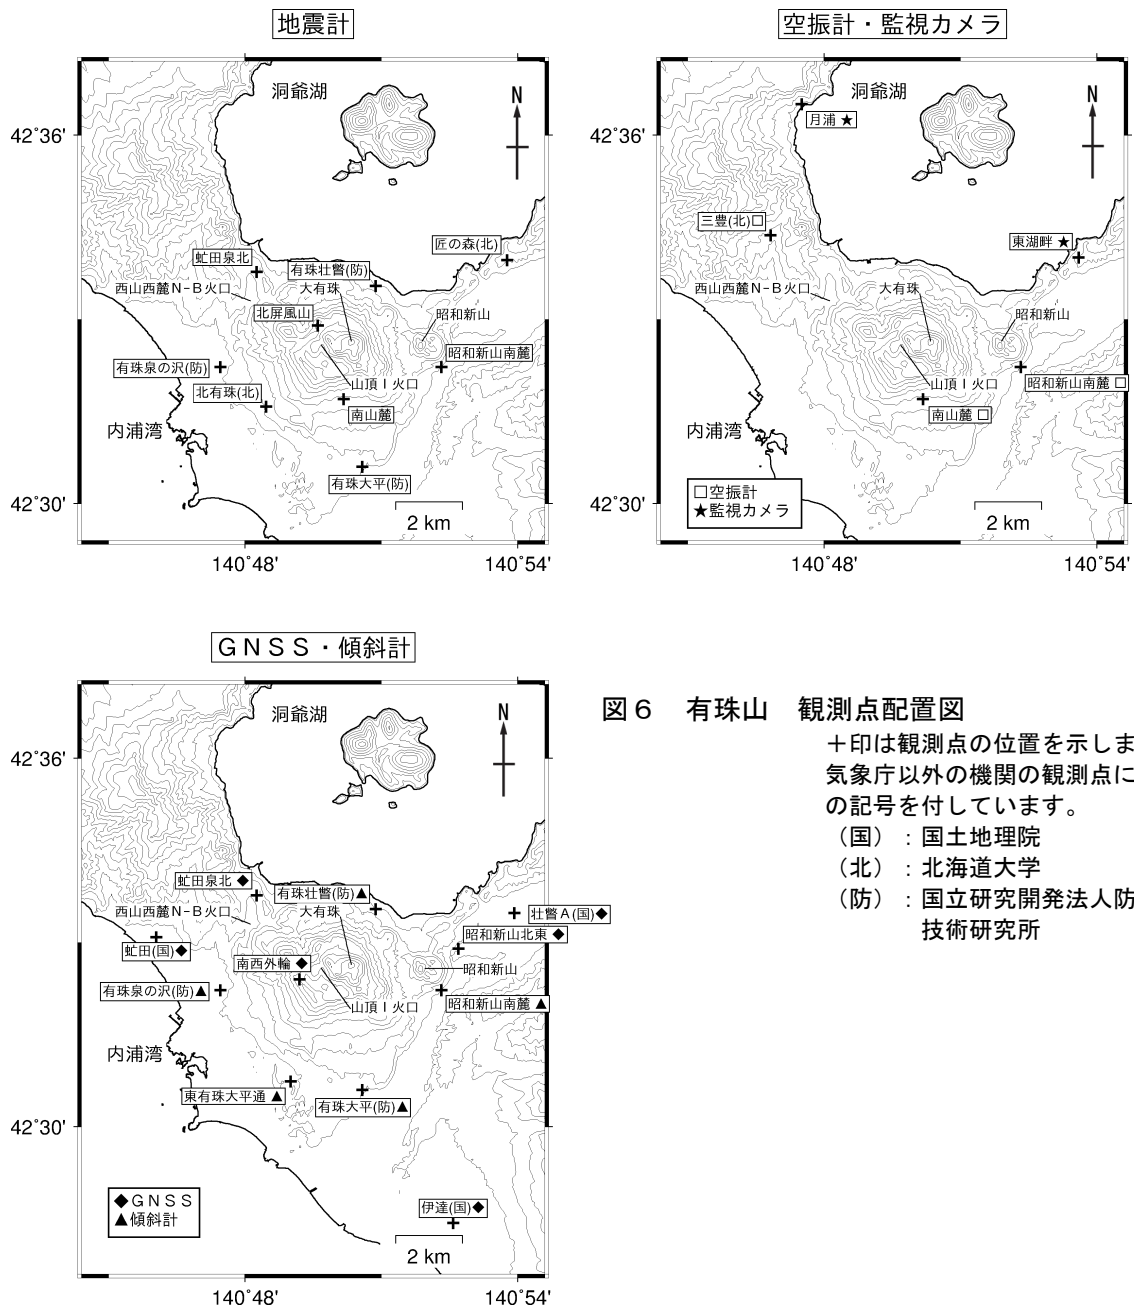 地震計
洞爺湖
N
42˚36'
匠の森(北)
虻田泉北
有珠壮瞥(防)
西山西麓N-B火口
大有珠
北屏風山
昭和新山
昭和新山南麓
有珠泉の沢(防)
山頂Ⅰ火口
北有珠(北)
南山麓
内浦湾
有珠大平(防)
42˚30'
2 km
140˚48'
140˚54'
空振計・監視カメラ
洞爺湖
N
42˚36'
月浦 ★
三豊(北)□
東湖畔 ★
西山西麓N-B火口
大有珠
昭和新山
山頂Ⅰ火口
昭和新山南麓 □
南山麓 □
内浦湾
□空振計
★監視カメラ
42˚30'
2 km
140˚48'
140˚54'
GNSS・傾斜計
洞爺湖
N
42˚36'
虻田泉北 ◆
有珠壮瞥(防)▲
西山西麓N-B火口
大有珠
壮瞥A(国)◆
昭和新山北東 ◆
虻田(国)◆
南西外輪 ◆
昭和新山
有珠泉の沢(防)▲
山頂Ⅰ火口
昭和新山南麓 ▲
内浦湾
東有珠大平通 ▲
有珠大平(防)▲
42˚30'
◆GNSS
▲傾斜計
伊達(国)◆
2 km
140˚48'
140˚54'
図6 有珠山 観測点配置図
+印は観測点の位置を示しま
気象庁以外の機関の観測点に
の記号を付しています。
(国):国土地理院
(北):北海道大学
(防):国立研究開発法人防
技術研究所